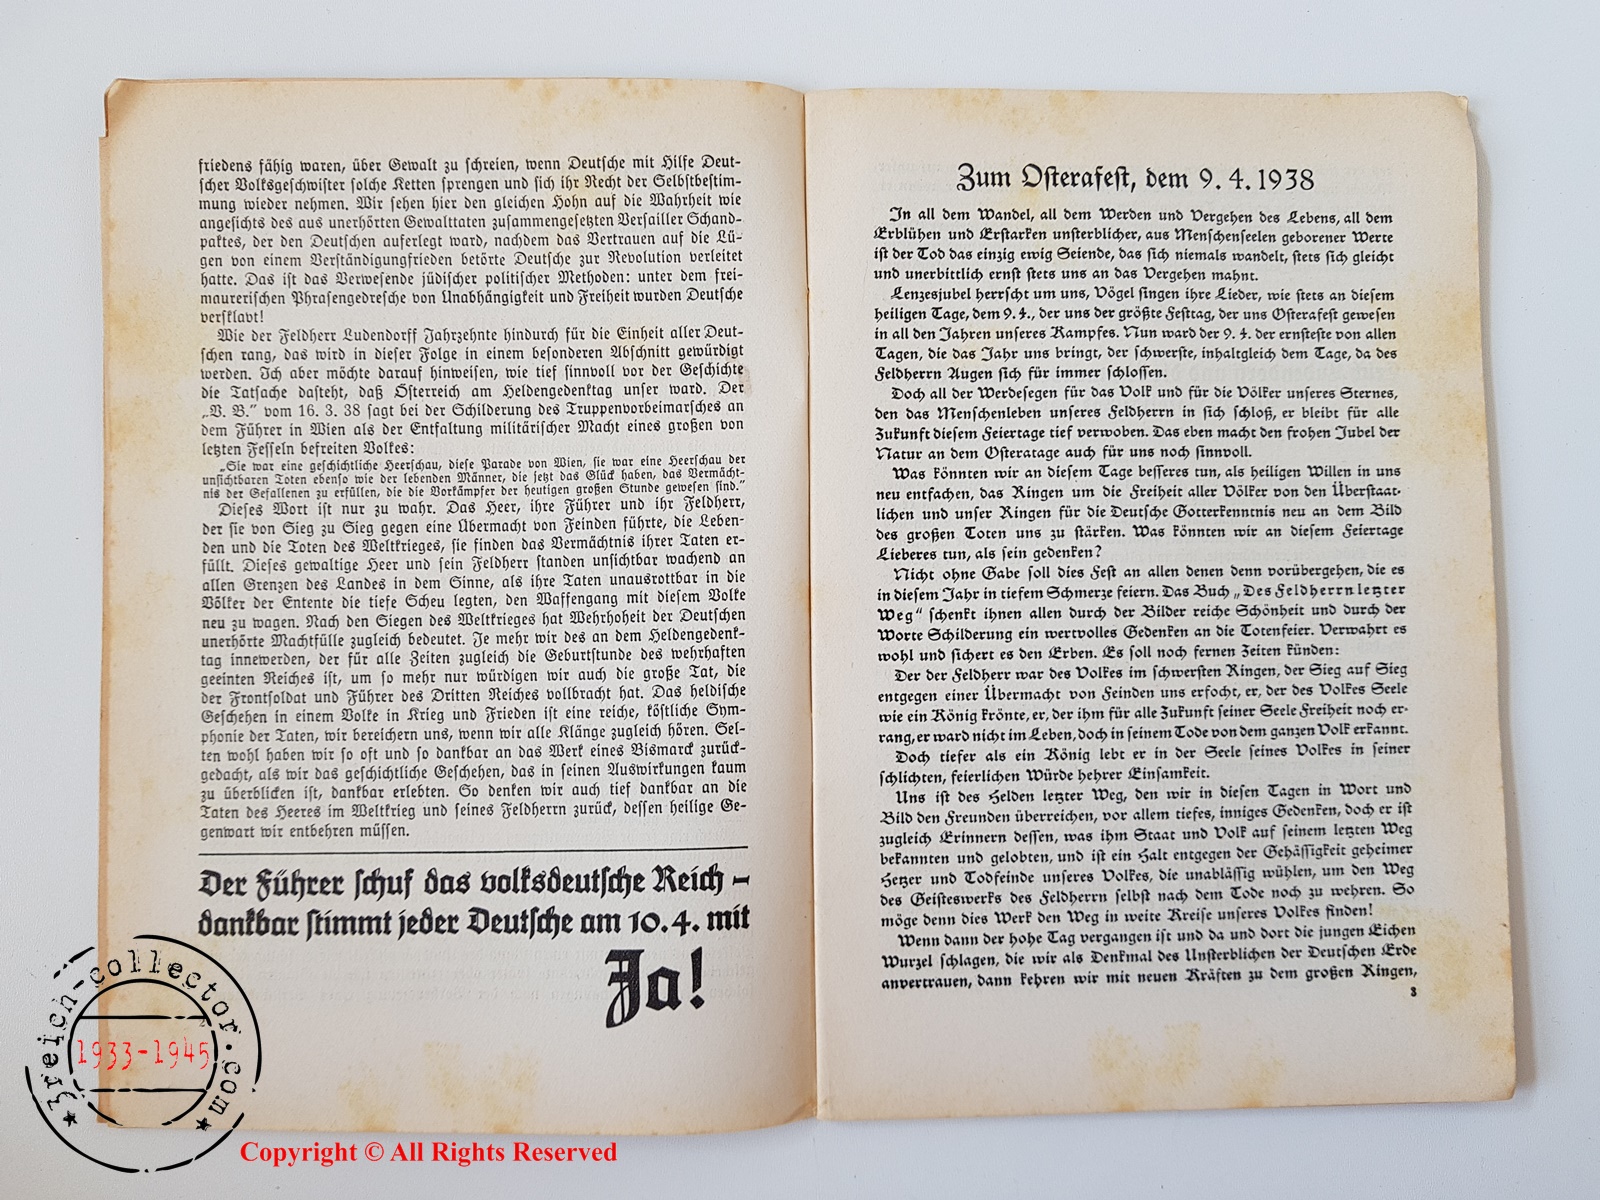 friedens fähig waren, über Gewalt zu schreien, wenn Deutsche mit Hilfe Deut-
scher Volksgeschwister solche Ketten sprengen und sich ihr Recht der Selbstbestim-
mung wieder nehmen. Wir sehen hier den gleichen Hohn auf die Wahrheit wie
angesichts des aus unerhörten Gewalttaten zusammengesetzten Versailler Schand-
paktes, der den Deutschen auferlegt ward, nachdem das Vertrauen auf die Lü-
gen von einem Verständigungfrieden betörte Deutsche zur Revolution verleitet
hatte. Das ist das Verwesende jüdischer politischer Methoden: unter dem frei-
maurerischen Phrasengedresche von Unabhängigkeit und Freiheit wurden Deutsche
versklavt!
Wie der Feldherr Ludendorff Jahrzehnte hindurch für die Einheit aller Deut-
schen rang, das wird in dieser Folge in einem besonderen Abschnitt gewürdigt
werden. Ich aber möchte darauf hinweisen, wie tief sinnvoll vor der Geschichte
die Tatsache dasteht, daß Österreich am Heldengedenktag unser ward. Der
„V. B.” vom 16. 3. 38 sagt bei der Schilderung des Truppenvorbeimarsches an
dem Führer in Wien als der Entfaltung militärischer Macht eines großen von
letzten Fesseln befreiten Volkes:
„Sie war eine geschichtliche Heerschau, diese Parade von Wien, sie war eine Heerschau der
unsichtbaren Toten ebenso wie der lebenden Männer, die jetzt das Glück haben, das Vermächt-
nis der Gefallenen zu erfüllen, die die Vorkämpfer der heutigen großen Stunde gewesen sind.”
Dieses Wort ist nur zu wahr. Das Heer, ihre Führer und ihr Feldherr,
der sie von Sieg zu Sieg gegen eine Übermacht von Feinden führte, die Leben-
den und die Toten des Weltkrieges, sie finden das Vermächtnis ihrer Taten er-
füllt. Dieses gewaltige Heer und sein Feldherr standen unsichtbar wachend an
allen Grenzen des Landes in dem Sinne, als ihre Taten unausrottbar in die
Völker der Entente die tiefe Scheu legten, den Waffengang mit diesem Volke
neu zu wagen. Nach den Siegen des Weltkrieges hat Wehrhoheit der Deutschen
unerhörte Machtfülle zugleich bedeutet. Je mehr wir des an dem Heldengedenk-
tag innewerden, der für alle Zeiten zugleich die Geburtstunde des wehrhaften
geeinten Reiches ist, um so mehr nur würdigen wir auch die große Tat, die
der Frontsoldat und Führer des Dritten Reiches vollbracht hat. Das heldische
Geschehen in einem Volke in Krieg und Frieden ist eine reiche, köstliche Sym-
phonie der Taten, wir bereichern uns, wenn wir alle Klänge zugleich hören. Sel-
ten wohl haben wir so oft und so dankbar an das Werk eines Bismarck zurück-
gedacht, als wir das geschichtliche Geschehen, das in seinen Auswirkungen kaum
zu überblicken ist, dankbar erlebten. So denken wir auch tief dankbar an die
Taten des Heeres im Weltkrieg und seines Feldherrn zurück, dessen heilige Ge-
genwart wir entbehren müssen.
Der Führer schuf das volksdeutsche Reich –
dankbar stimmt jeder Deutsche am 10. 4. mit
Ja!
Zum Osterafest, dem 9. 4. 1938
In all dem Wandel, all dem Werden und Vergehen des Lebens, all dem
Erblühen und Erstarken unsterblicher, aus Menschenseelen geborener Werte
ist der Tod das einzig ewig Seiende, das sich niemals wandelt, stets sich gleicht
und unerbittlich ernst stets uns an das Vergehen mahnt.
Lenzesjubel herrscht um uns, Vögel singen ihre Lieder, wie stets an diesem
heiligen Tage, dem 9. 4., der uns der größte Festtag, der uns Osterafest gewesen
in all den Jahren unseres Kampfes. Nun ward der 9. 4. der ernsteste von allen
Tagen, die das Jahr uns bringt, der schwerste, inhaltgleich dem Tage, da des
Feldherrn Augen sich für immer schlossen.
Doch all der Werdesegen für das Volk und für die Völker unseres Sternes,
den das Menschenleben unseres Feldherrn in sich schloß, er bleibt für alle
Zukunft diesem Feiertage tief verwoben. Das eben macht den frohen Jubel der
Natur an dem Osteratage auch für uns noch sinnvoll.
Was könnten wir an diesem Tage besseres tun, als heiligen Willen in uns
neu entfachen, das Ringen um die Freiheit aller Völker von den Überstaat-
lichen und unser Ringen für die Deutsche Gotterkenntnis neu an dem Bild
des großen Toten uns zu stärken. Was könnten wir an diesem Feiertage
Lieberes tun, als sein gedenken?
Nicht ohne Gabe soll dies Fest an allen denen denn vorübergehen, die es
in diesem Jahr in tiefem Schmerze feiern. Das Buch „Des Feldherrn letzter
Weg“ schenkt ihnen allen durch der Bilder reiche Schönheit und durch der
Worte Schilderung ein wertvolles Gedenken an die Totenfeier. Verwahrt es
wohl und sichert es den Erben. Es soll noch fernen Zeiten künden:
Der der Feldherr war des Volkes im schwersten Ringen, der Sieg auf Sieg
entgegen einer Übermacht von Feinden uns erfocht, er, der des Volkes Seele
wie ein König krönte, er, der ihm für alle Zukunft seiner Seele Freiheit noch er-
rang, er ward nicht im Leben, doch in seinem Tode von dem ganzen Volk erkannt.
Doch tiefer als ein König lebt er in der Seele seines Volkes in seiner
schlichten, feierlichen Würde hehrer Einsamkeit.
Uns ist des Helden letzter Weg, den wir in diesen Tagen in Wort und
Bild den Freunden überreichen, vor allem tiefes, inniges Gedenken, doch er ist
zugleich Erinnern dessen, was ihm Staat und Volk auf seinem letzten Weg
bekannten und gelobten, und ist ein Halt entgegen der Gehässigkeit geheimer
Hetzer und Todfeinde unseres Volkes, die unablässig wühlen, um den Weg
des Geisteswerks des Feldherrn selbst nach dem Tode noch zu wehren. So
möge denn dies Werk den Weg in weite Kreise unseres Volkes finden!
Wenn dann der hohe Tag vergangen ist und da und dort die jungen Eichen
Wurzel schlagen, die wir als Denkmal des Unsterblichen der Deutschen Erde
anvertrauen, dann kehren wir mit neuen Kräften zu dem großen Ringen,
3
3reich-collector.com
1933-1945
Copyright © All Rights Reserved